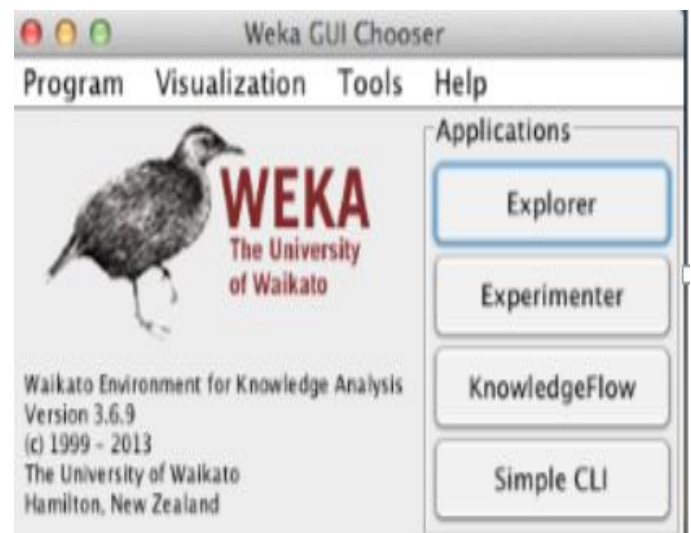 Weka GUI Chooser
Program Visualization Tools Help
WEKA
The University
of Waikato
Waikato Environment for Knowledge Analysis
Version 3.6.9
(c) 1999 - 2013
The University of Waikato
Hamilton, New Zealand
Applications
Explorer
Experimenter
KnowledgeFlow
Simple CLI